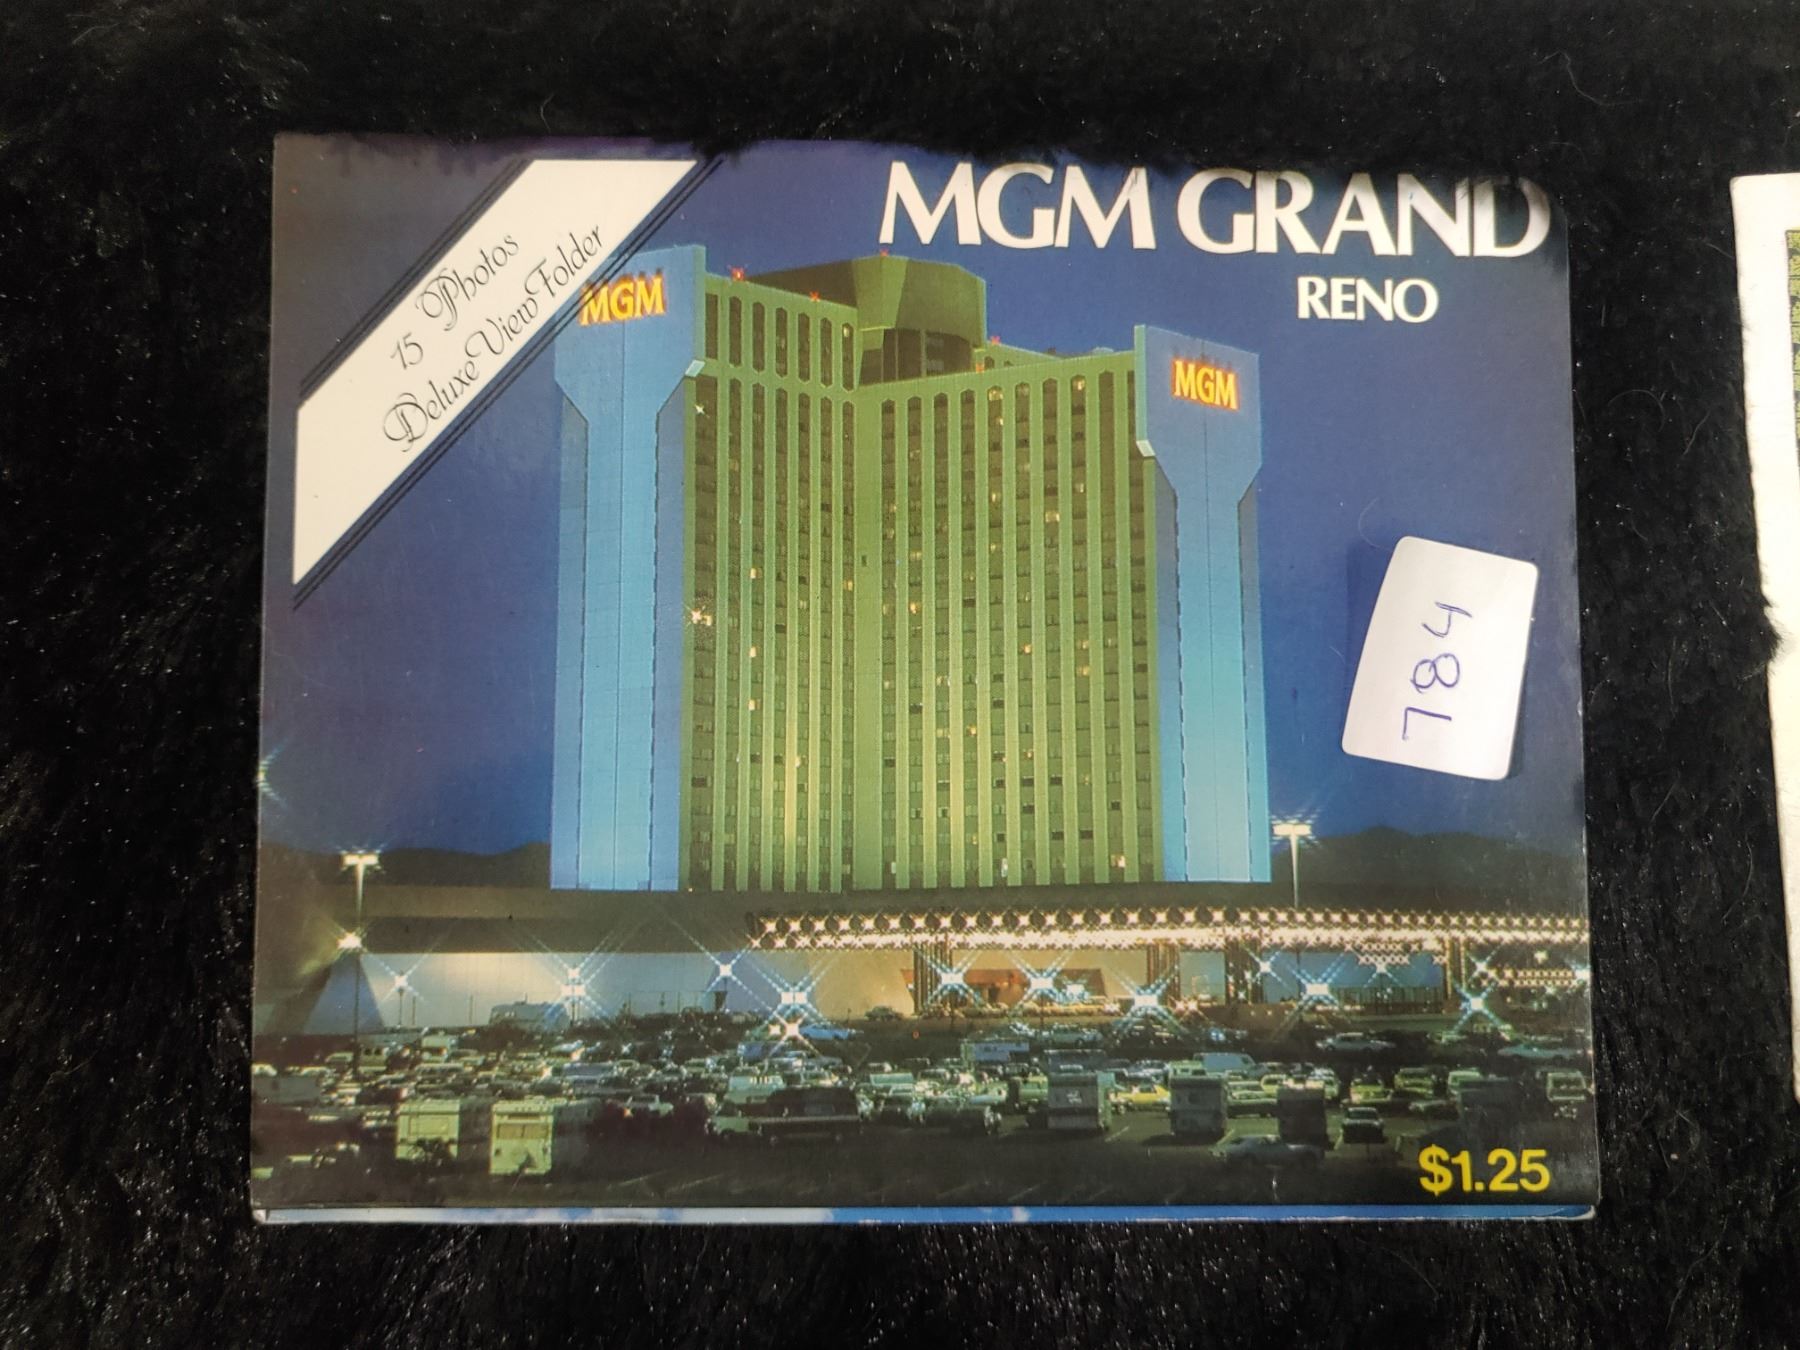 MGM GRAND
RENO
15 Photos
Deluxe View Folder
MGM
MGM
784
$1.25